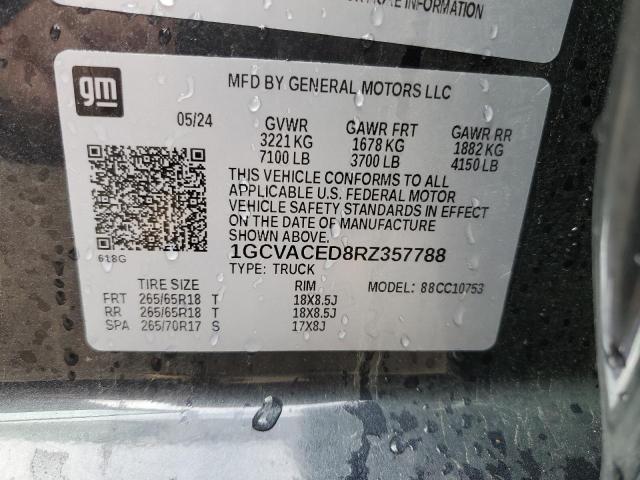 INFORMATION
gm
MFD BY GENERAL MOTORS LLC
05/24 GVWR GAWR FRT GAWR RR
3221 KG 1678 KG 1882 KG
7100 LB 3700 LB 4150 LB
THIS VEHICLE CONFORMS TO ALL
APPLICABLE U.S. FEDERAL MOTOR
VEHICLE SAFETY STANDARDS IN EFFECT
ON THE DATE OF MANUFACTURE
SHOWN ABOVE.
618G 1GCVACED8RZ357788
TYPE: TRUCK
TIRE SIZE RIM MODEL: 88CC10753
FRT 265/65R18 T 18X8.5J
RR 265/65R18 T 18X8.5J
SPA 265/70R17 S 17X8J